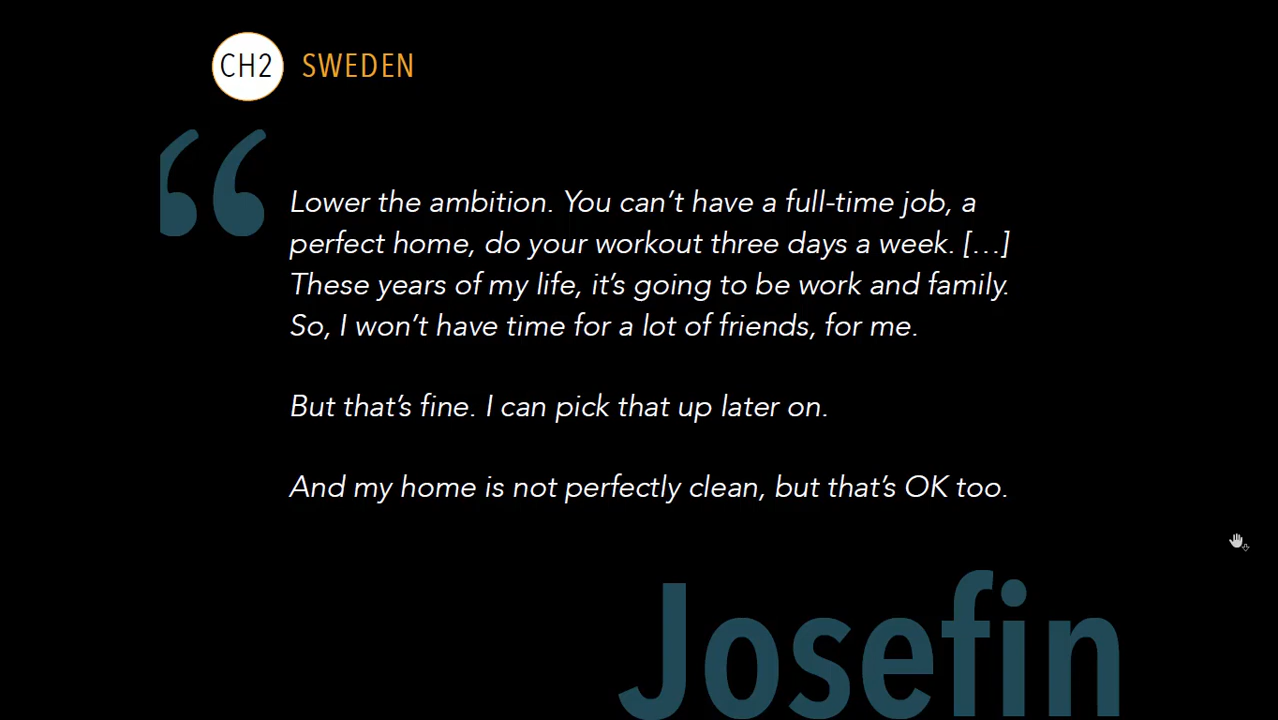 CH2 SWEDEN
“
Lower the ambition. You can’t have a full-time job, a
perfect home, do your workout three days a week. […]
These years of my life, it’s going to be work and family.
So, I won’t have time for a lot of friends, for me.
But that’s fine. I can pick that up later on.
And my home is not perfectly clean, but that’s OK too.
Josefin